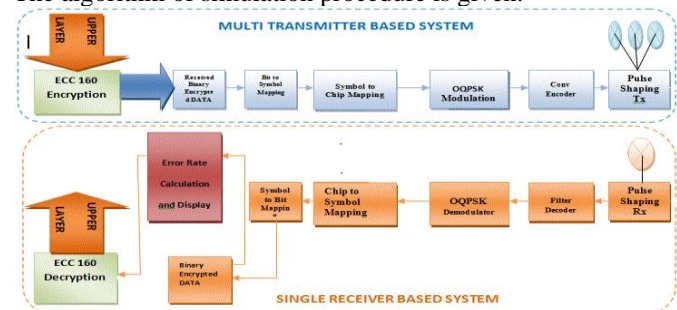 The algorithm of simulation procedure is given.
MULTI TRANSMITTER BASED SYSTEM
UPPER
LAYER
ECC 160
Encryption
Received
Binary
Encrypte
d DATA
Bit to
Symbol
Mapping
Symbol to
Chip Mapping
OQPSK
Modulation
Conv
Encoder
Pulse
Shaping
Tx
UPPER
LAYER
ECC 160
Decryption
Error Rate
Calculation
and Display
Symbol
to Bit
Mappin
Binary
Encrypted
DATA
Chip to
Symbol
Mapping
OQPSK
Demodulator
Filter
Decoder
Pulse
Shaping
Rx
SINGLE RECEIVER BASED SYSTEM